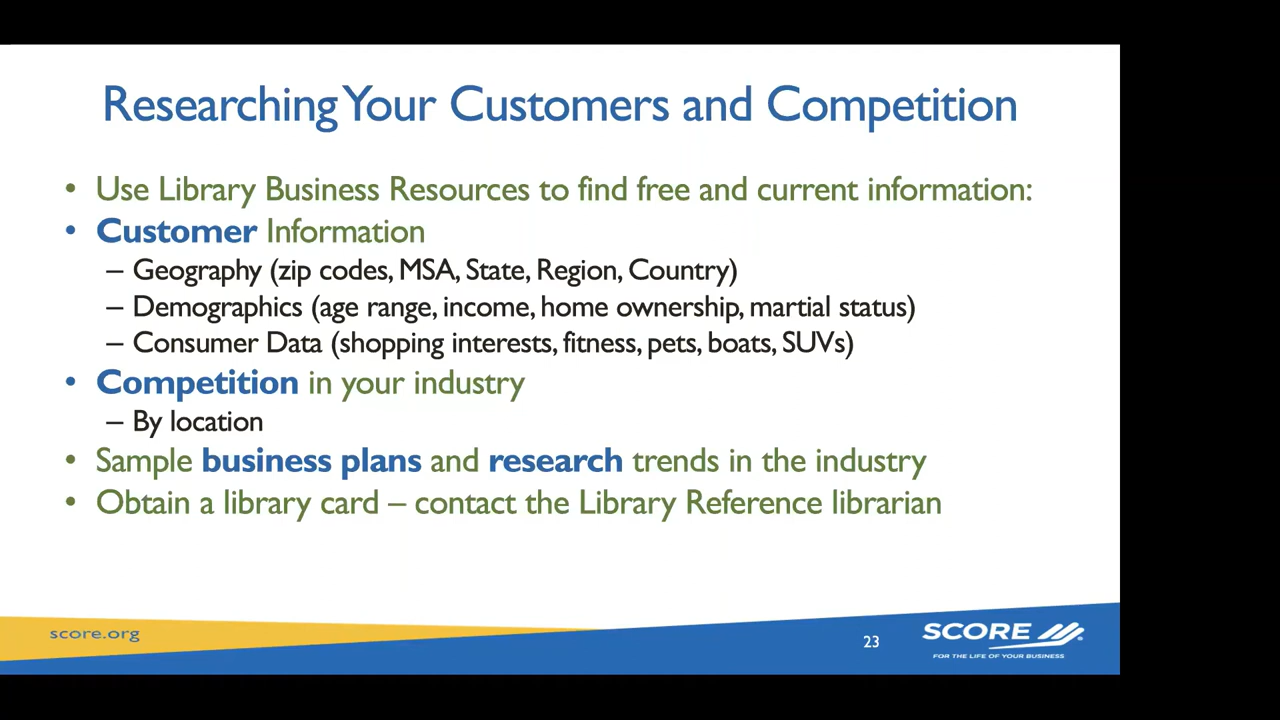 Researching Your Customers and Competition
• Use Library Business Resources to find free and current information:
• Customer Information
– Geography (zip codes, MSA, State, Region, Country)
– Demographics (age range, income, home ownership, martial status)
– Consumer Data (shopping interests, fitness, pets, boats, SUVs)
• Competition in your industry
– By location
• Sample business plans and research trends in the industry
• Obtain a library card – contact the Library Reference librarian
score.org
23
SCORE
FOR THE LIFE OF YOUR BUSINESS